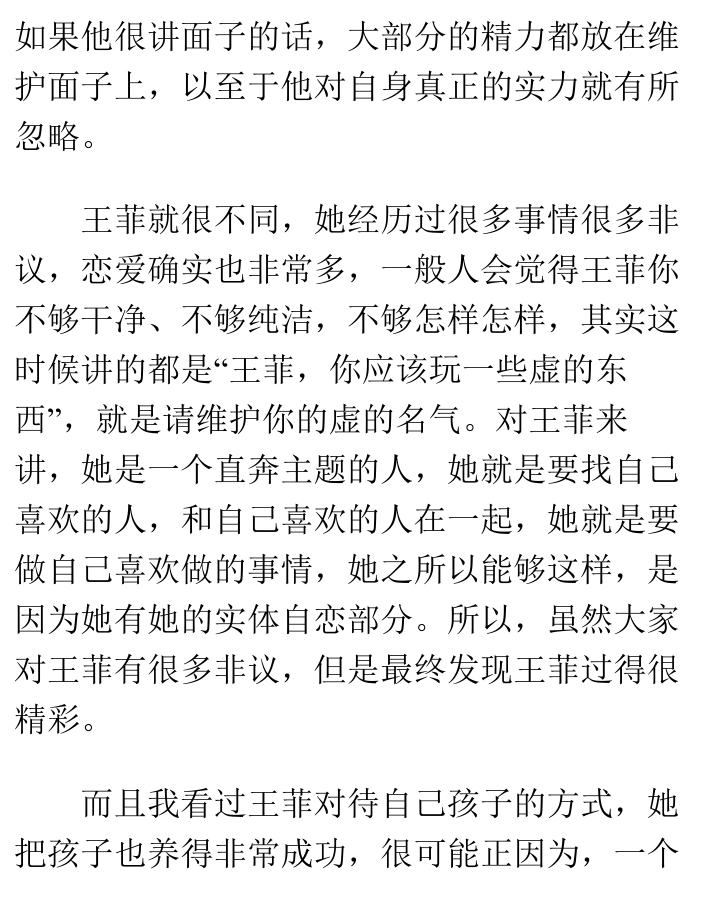 如果他很讲面子的话，大部分的精力都放在维
护面子上，以至于他对自身真正的实力就有所
忽略。
王菲就很不同，她经历过很多事情很多非
议，恋爱确实也非常多，一般人会觉得王菲你
不够干净、不够纯洁，不够怎样怎样，其实这
时候讲的都是“王菲，你应该玩一些虚的东
西”，就是请维护你的虚的名气。对王菲来
讲，她是一个直奔主题的人，她就是要找自己
喜欢的人，和自己喜欢的人在一起，她就是要
做自己喜欢做的事情，她之所以能够这样，是
因为她有她的实体自恋部分。所以，虽然大家
对王菲有很多非议，但是最终发现王菲过得很
精彩。
而且我看过王菲对待自己孩子的方式，她
把孩子也养得非常成功，很可能正因为，一个